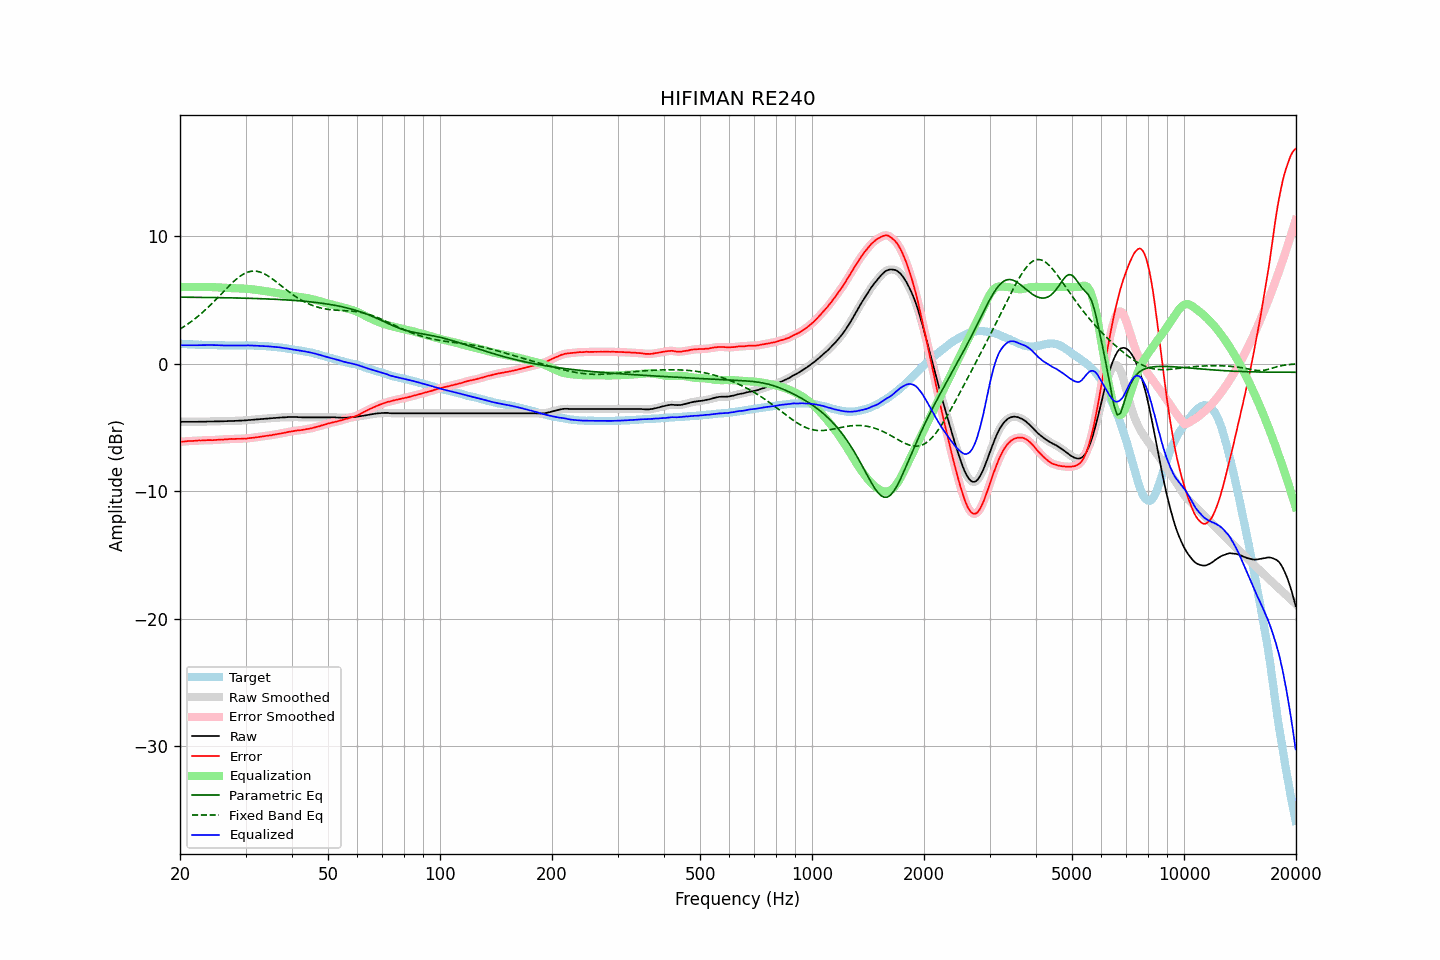 HIFIMAN RE240
Amplitude (dBr)
10
0
−10
−20
−30
Target
Raw Smoothed
Error Smoothed
Raw
Error
Equalization
Parametric Eq
Fixed Band Eq
Equalized
20 50 100 200 500 1000 2000 5000 10000 20000
Frequency (Hz)